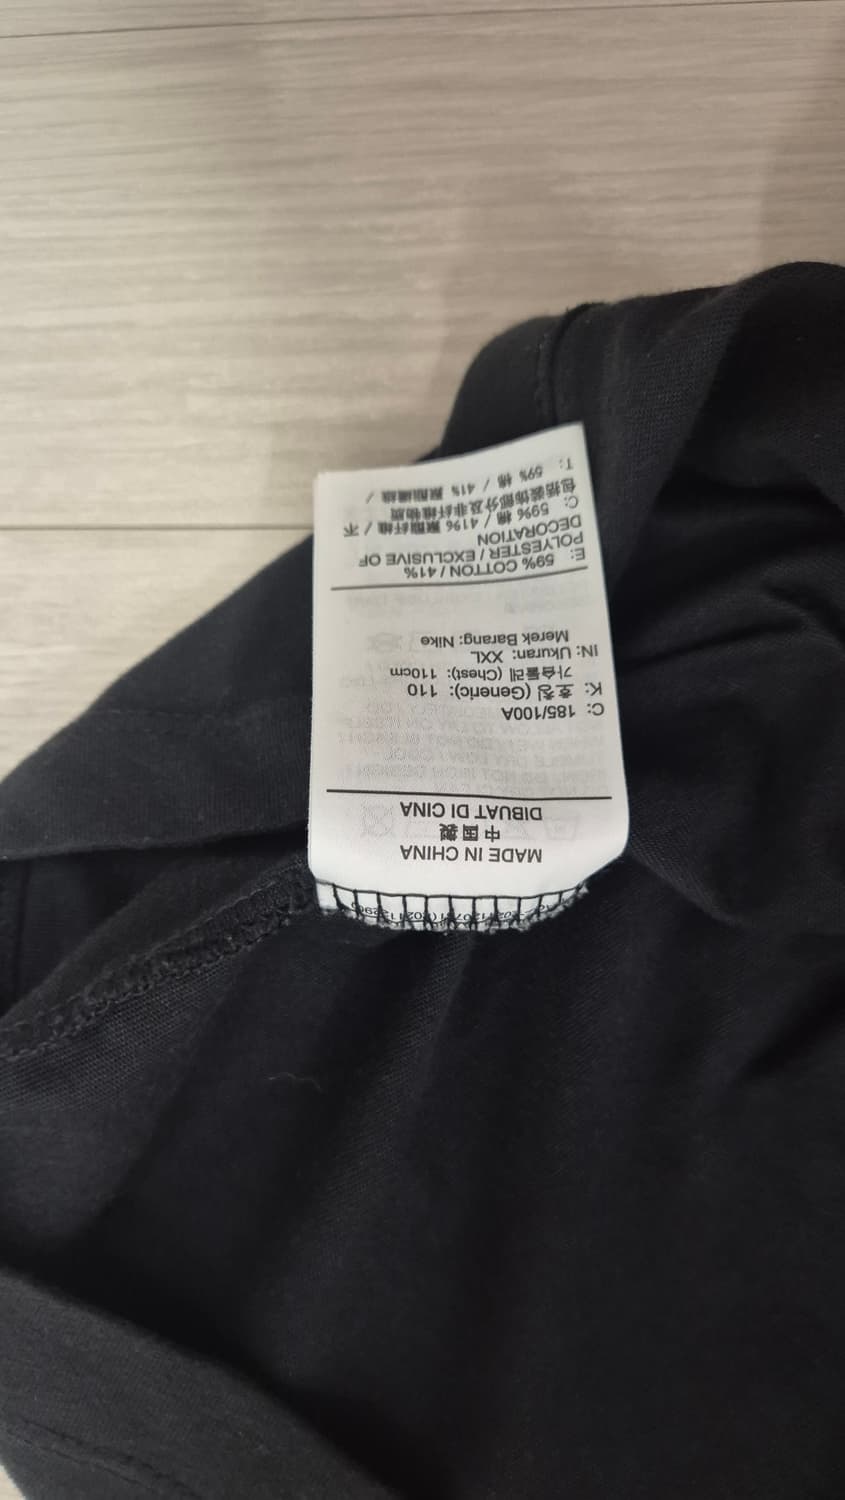 MADE IN CHINA
中国製
DIBUAT DI CINA
C: 185/100A
K: 호칭 (Generic): 110
가슴둘레 (Chest): 110cm
IN: Ukuran: XXL
Merek Barang: Nike
E: 59% COTTON / 41%
POLYESTER / EXCLUSIVE OF
DECORATION
C: 59% 棉 / 41% 聚酯纤维 / 不
包括装饰部分及非纤维物质
T: 59% 棉 / 41% 聚酯纖維 /